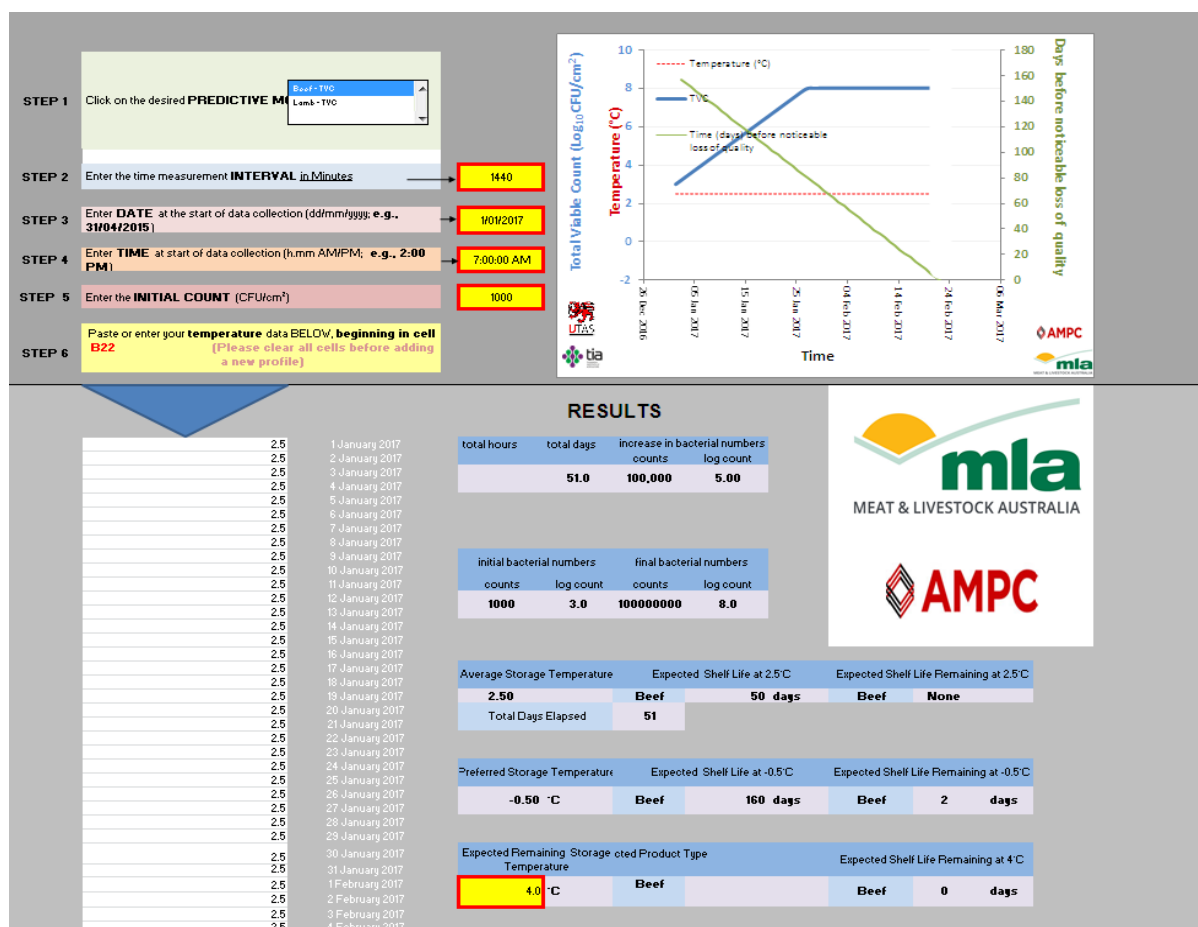 STEP 1
Click on the desired PREDICTIVE MO
Beef - TVC
Lamb - TVC
STEP 2
Enter the time measurement INTERVAL in Minutes
1440
STEP 3
Enter DATE at the start of data collection (dd/mm/yyyy; e.g., 31/04/2015)
1/01/2017
STEP 4
Enter TIME at start of data collection (h.mm AM/PM; e.g., 2:00 PM)
7:00:00 AM
STEP 5
Enter the INITIAL COUNT (CFU/cm²)
1000
STEP 6
Paste or enter your temperature data BELOW, beginning in cell
B22 (Please clear all cells before adding
a new profile)
Total Viable Count (Log10CFU/cm²)
Temperature (°C)
10
8
6
4
2
0
-2
Temperature (°C)
TVC
Time (days) before noticeable
loss of quality
180
160
140
120
100
80
60
40
20
0
Days before noticeable loss of quality
26 Dec 2016
05 Jan 2017
15 Jan 2017
25 Jan 2017
04 Feb 2017
14 Feb 2017
24 Feb 2017
06 Mar 2017
Time
UTAS
tia
AMPC
mla
MEAT & LIVESTOCK AUSTRALIA
RESULTS
2.5 1 January 2017
2.5 2 January 2017
2.5 3 January 2017
2.5 4 January 2017
2.5 5 January 2017
2.5 6 January 2017
2.5 7 January 2017
2.5 8 January 2017
2.5 9 January 2017
2.5 10 January 2017
2.5 11 January 2017
2.5 12 January 2017
2.5 13 January 2017
2.5 14 January 2017
2.5 15 January 2017
2.5 16 January 2017
2.5 17 January 2017
2.5 18 January 2017
2.5 19 January 2017
2.5 20 January 2017
2.5 21 January 2017
2.5 22 January 2017
2.5 23 January 2017
2.5 24 January 2017
2.5 25 January 2017
2.5 26 January 2017
2.5 27 January 2017
2.5 28 January 2017
2.5 29 January 2017
2.5 30 January 2017
2.5 31 January 2017
2.5 1 February 2017
2.5 2 February 2017
2.5 3 February 2017
2.5 4 February 2017
total hours total days increase in bacterial numbers
counts log count
51.0 100,000 5.00
initial bacterial numbers final bacterial numbers
counts log count counts log count
1000 3.0 100000000 8.0
Average Storage Temperature Expected Shelf Life at 2.5°C Expected Shelf Life Remaining at 2.5°C
2.50 Beef 50 days Beef None
Total Days Elapsed 51
Preferred Storage Temperature Expected Shelf Life at -0.5°C Expected Shelf Life Remaining at -0.5°C
-0.50 °C Beef 160 days Beef 2 days
Expected Remaining Storage cted Product Type Expected Shelf Life Remaining at 4°C
Temperature
4.0 °C Beef Beef 0 days
mla
MEAT & LIVESTOCK AUSTRALIA
AMPC